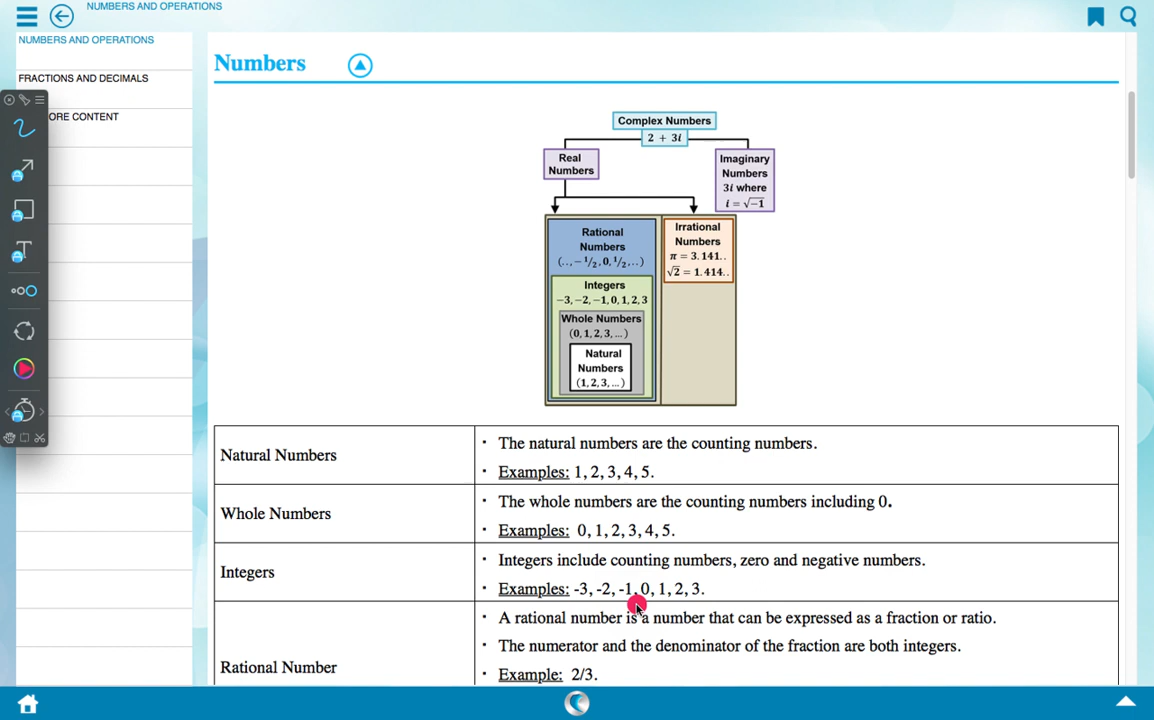 NUMBERS AND OPERATIONS
NUMBERS AND OPERATIONS
FRACTIONS AND DECIMALS
ORE CONTENT
Numbers
Complex Numbers
2 + 3i
Real
Numbers
Imaginary
Numbers
3i where
i = √−1
Rational
Numbers
(.., −1/2, 0, 1/2, ..)
Irrational
Numbers
π = 3.141..
√2 = 1.414..
Integers
−3, −2, −1, 0, 1, 2, 3
Whole Numbers
(0, 1, 2, 3, ...)
Natural
Numbers
(1, 2, 3, ...)
Natural Numbers
· The natural numbers are the counting numbers.
· Examples: 1, 2, 3, 4, 5.
Whole Numbers
· The whole numbers are the counting numbers including 0.
· Examples: 0, 1, 2, 3, 4, 5.
Integers
· Integers include counting numbers, zero and negative numbers.
· Examples: -3, -2, -1, 0, 1, 2, 3.
Rational Number
· A rational number is a number that can be expressed as a fraction or ratio.
· The numerator and the denominator of the fraction are both integers.
· Example: 2/3.